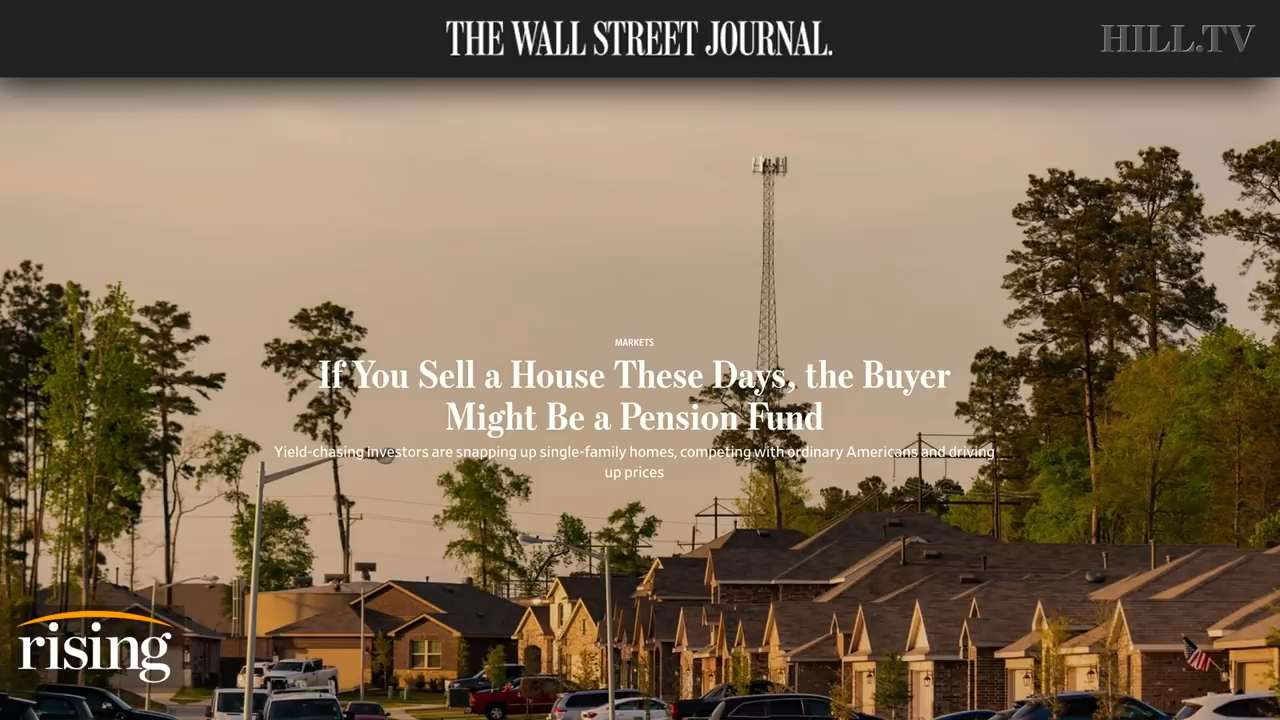 THE WALL STREET JOURNAL.
HILL.TV
MARKETS
If You Sell a House These Days, the Buyer
Might Be a Pension Fund
Yield-chasing investors are snapping up single-family homes, competing with ordinary Americans and driving
up prices
rising